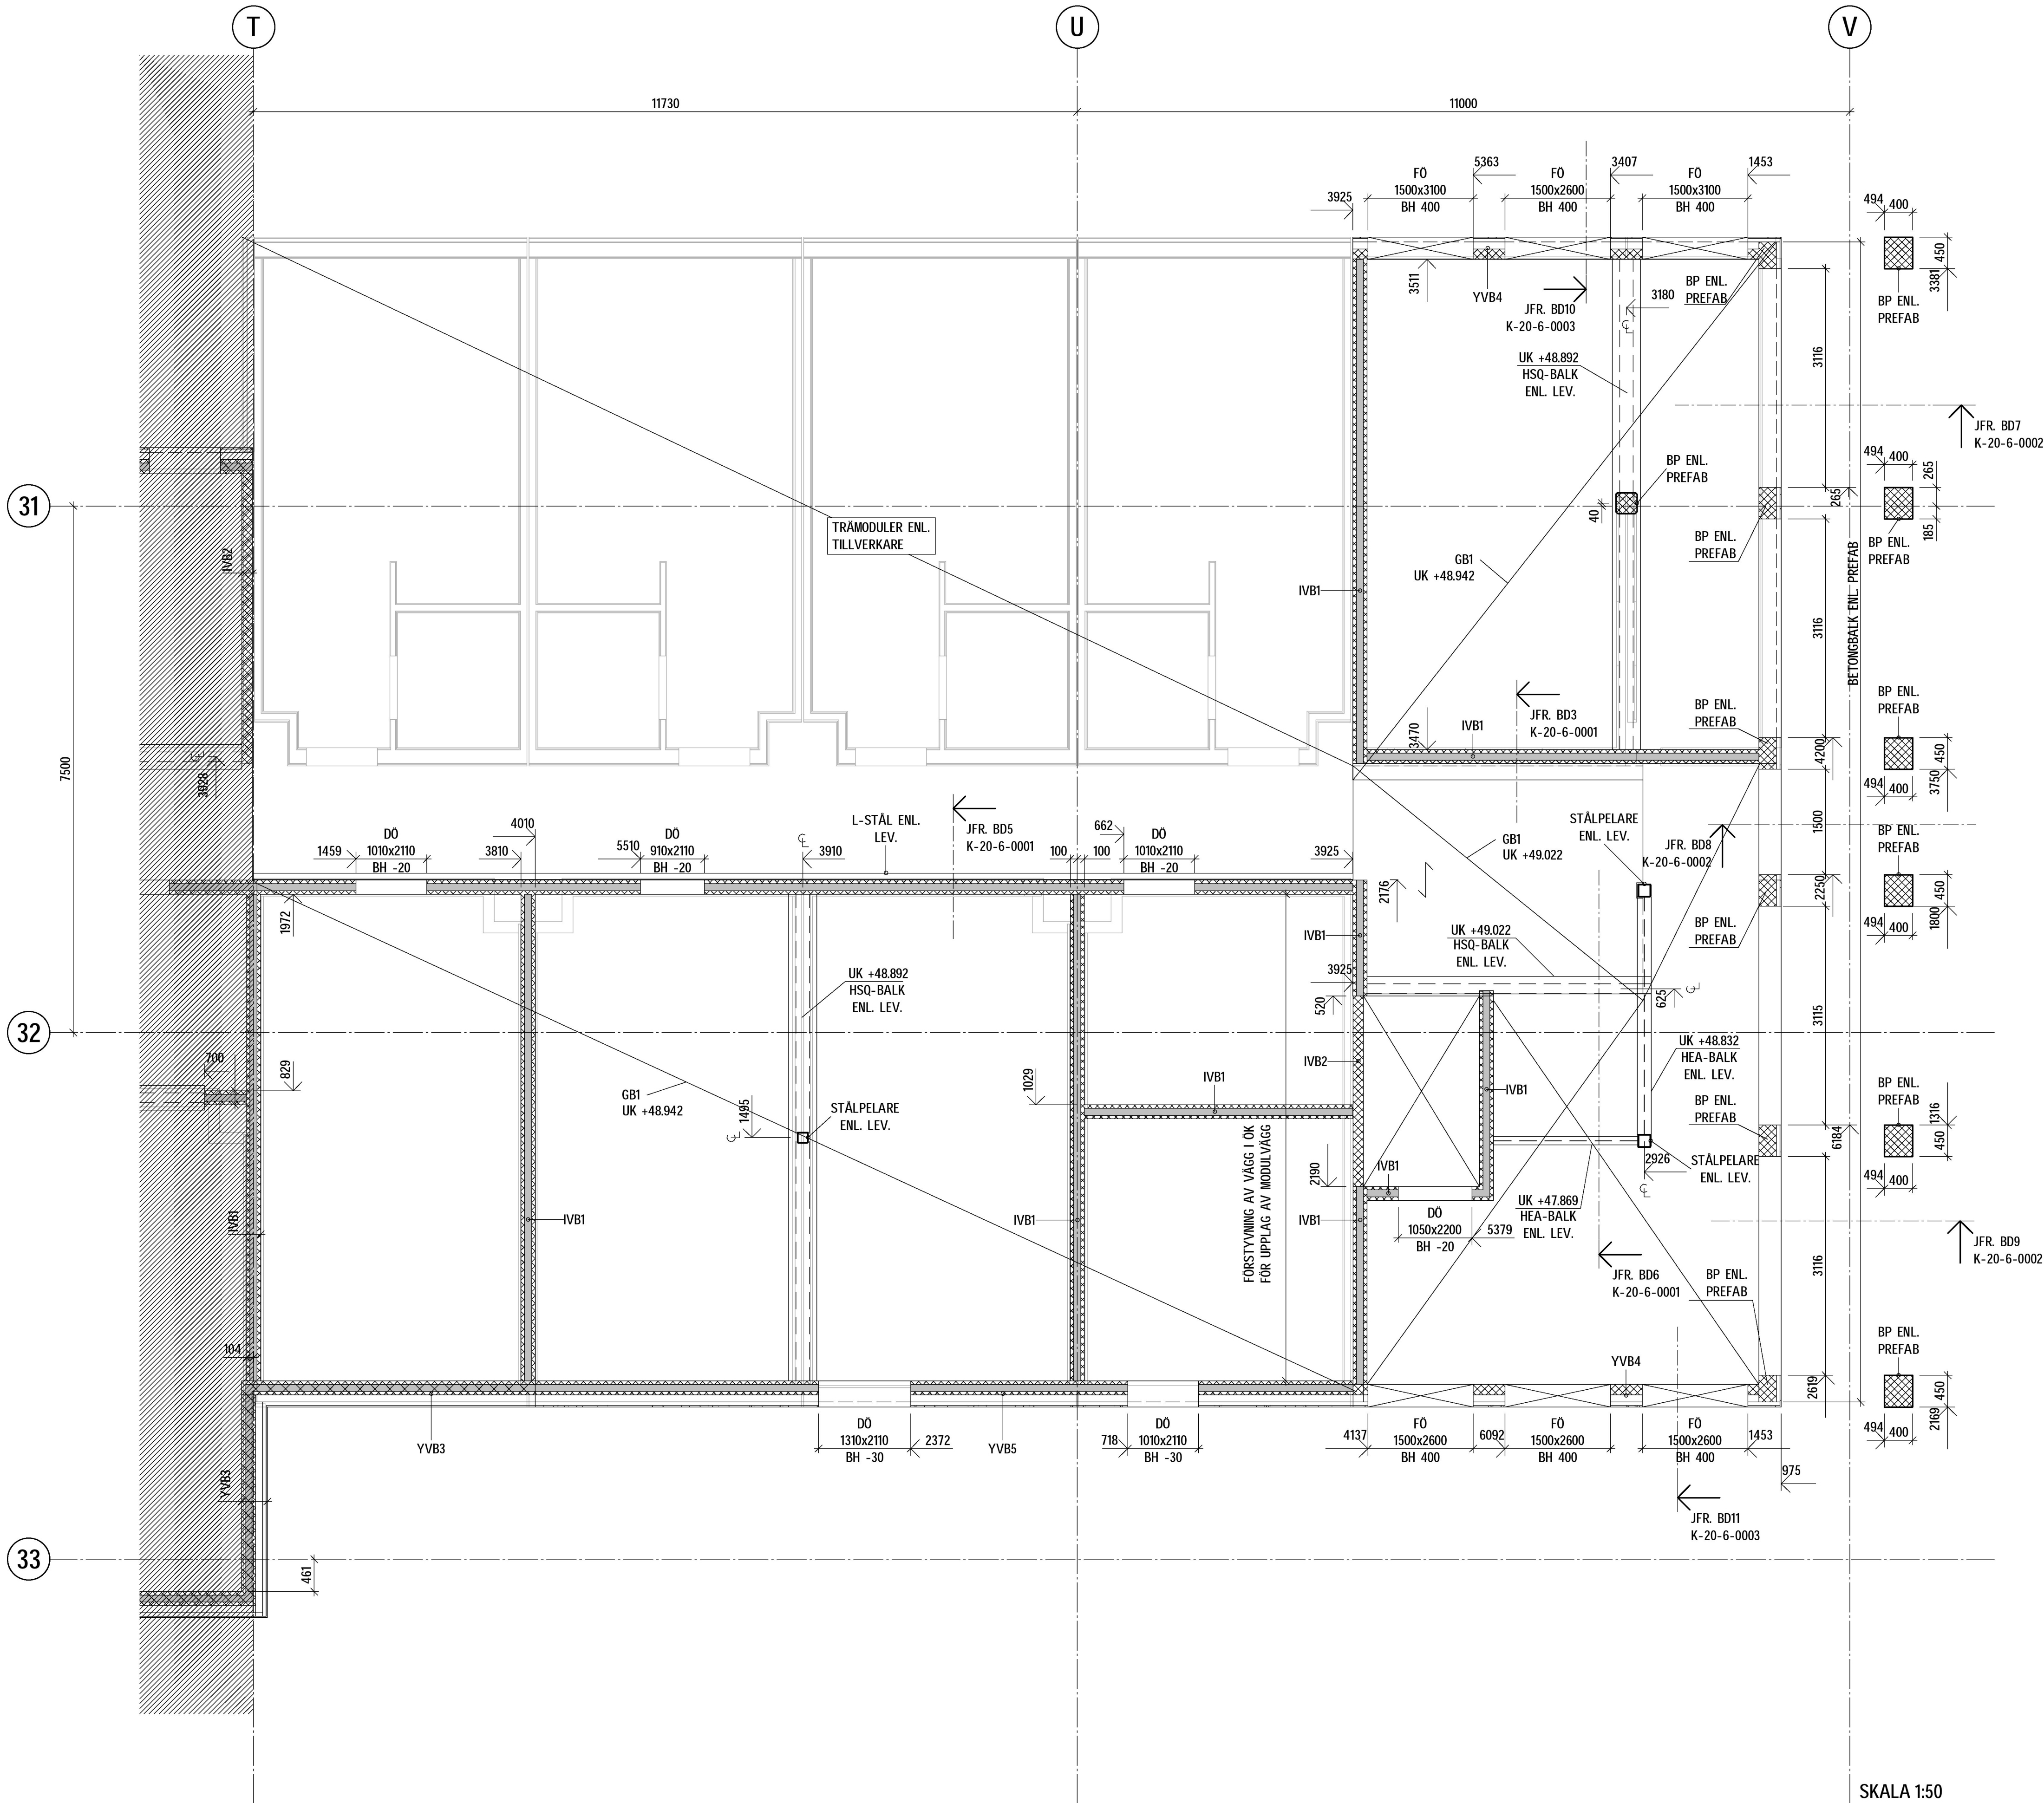 T
U
V
11730
11000
5363
3407
1453
FÖ
1500x3100
BH 400
FÖ
1500x2600
BH 400
FÖ
1500x3100
BH 400
3925
494
400
450
3381
BP ENL.
PREFAB
3511
YVB4
JFR. BD10
K-20-6-0003
3180
BP ENL.
PREFAB
UK +48.892
HSQ-BALK
ENL. LEV.
3116
JFR. BD7
K-20-6-0002
BP ENL.
PREFAB
494
400
265
265
185
31
40
TRÄMODULER ENL.
TILLVERKARE
BP ENL.
PREFAB
BP ENL.
PREFAB
IVB2
GB1
UK +48.942
IVB1
3116
BETONGBALK ENL. PREFAB
7500
BP ENL.
PREFAB
BP ENL.
PREFAB
JFR. BD3
K-20-6-0001
IVB1
3470
4200
450
3750
494
400
3928
L-STÅL ENL.
LEV.
JFR. BD5
K-20-6-0001
STÅLPELARE
ENL. LEV.
1500
BP ENL.
PREFAB
1459
DÖ
1010x2110
BH -20
3810
4010
5510
DÖ
910x2110
BH -20
3910
100
100
662
DÖ
1010x2110
BH -20
3925
GB1
UK +49.022
JFR. BD8
K-20-6-0002
2176
2250
450
1800
494
400
1972
IVB1
UK +49.022
HSQ-BALK
ENL. LEV.
BP ENL.
PREFAB
UK +48.892
HSQ-BALK
ENL. LEV.
3925
520
625
3115
32
700
829
GB1
UK +48.942
1495
STÅLPELARE
ENL. LEV.
1029
IVB1
IVB2
IVB1
UK +48.832
HEA-BALK
ENL. LEV.
BP ENL.
PREFAB
BP ENL.
PREFAB
1316
450
6184
494
400
FÖRSTYVNING AV VÄGG I ÖK
FÖR UPPLAG AV MODULVÄGG
2190
IVB1
2926
STÅLPELARE
ENL. LEV.
IVB1
IVB1
IVB1
IVB1
DÖ
1050x2200
BH -20
5379
UK +47.869
HEA-BALK
ENL. LEV.
JFR. BD9
K-20-6-0002
JFR. BD6
K-20-6-0001
3116
BP ENL.
PREFAB
104
YVB4
BP ENL.
PREFAB
2619
450
2169
494
400
YVB3
DÖ
1310x2110
BH -30
2372
YVB5
718
DÖ
1010x2110
BH -30
4137
FÖ
1500x2600
BH 400
6092
FÖ
1500x2600
BH 400
FÖ
1500x2600
BH 400
1453
975
YVB3
JFR. BD11
K-20-6-0003
33
461
SKALA 1:50